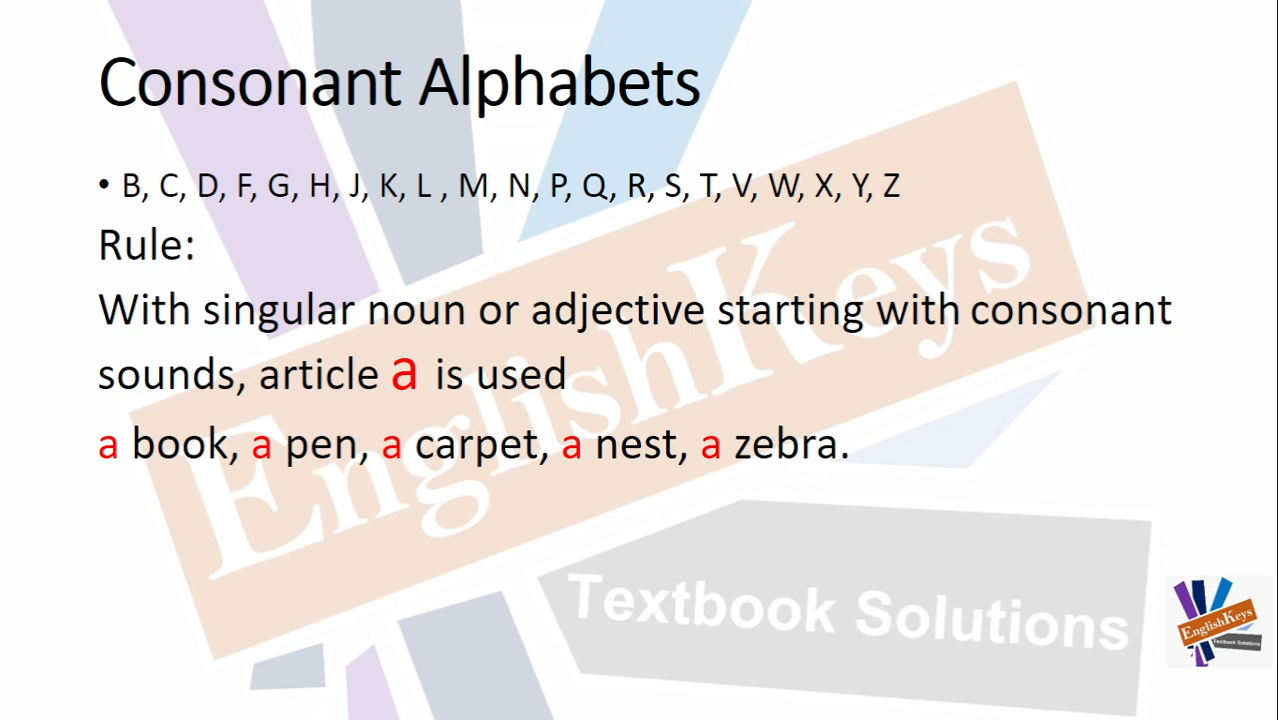 Consonant Alphabets
• B, C, D, F, G, H, J, K, L , M, N, P, Q, R, S, T, V, W, X, Y, Z
Rule:
With singular noun or adjective starting with consonant
sounds, article a is used
a book, a pen, a carpet, a nest, a zebra.
EnglishKeys
Textbook Solutions
EnglishKeys
Textbook Solutions